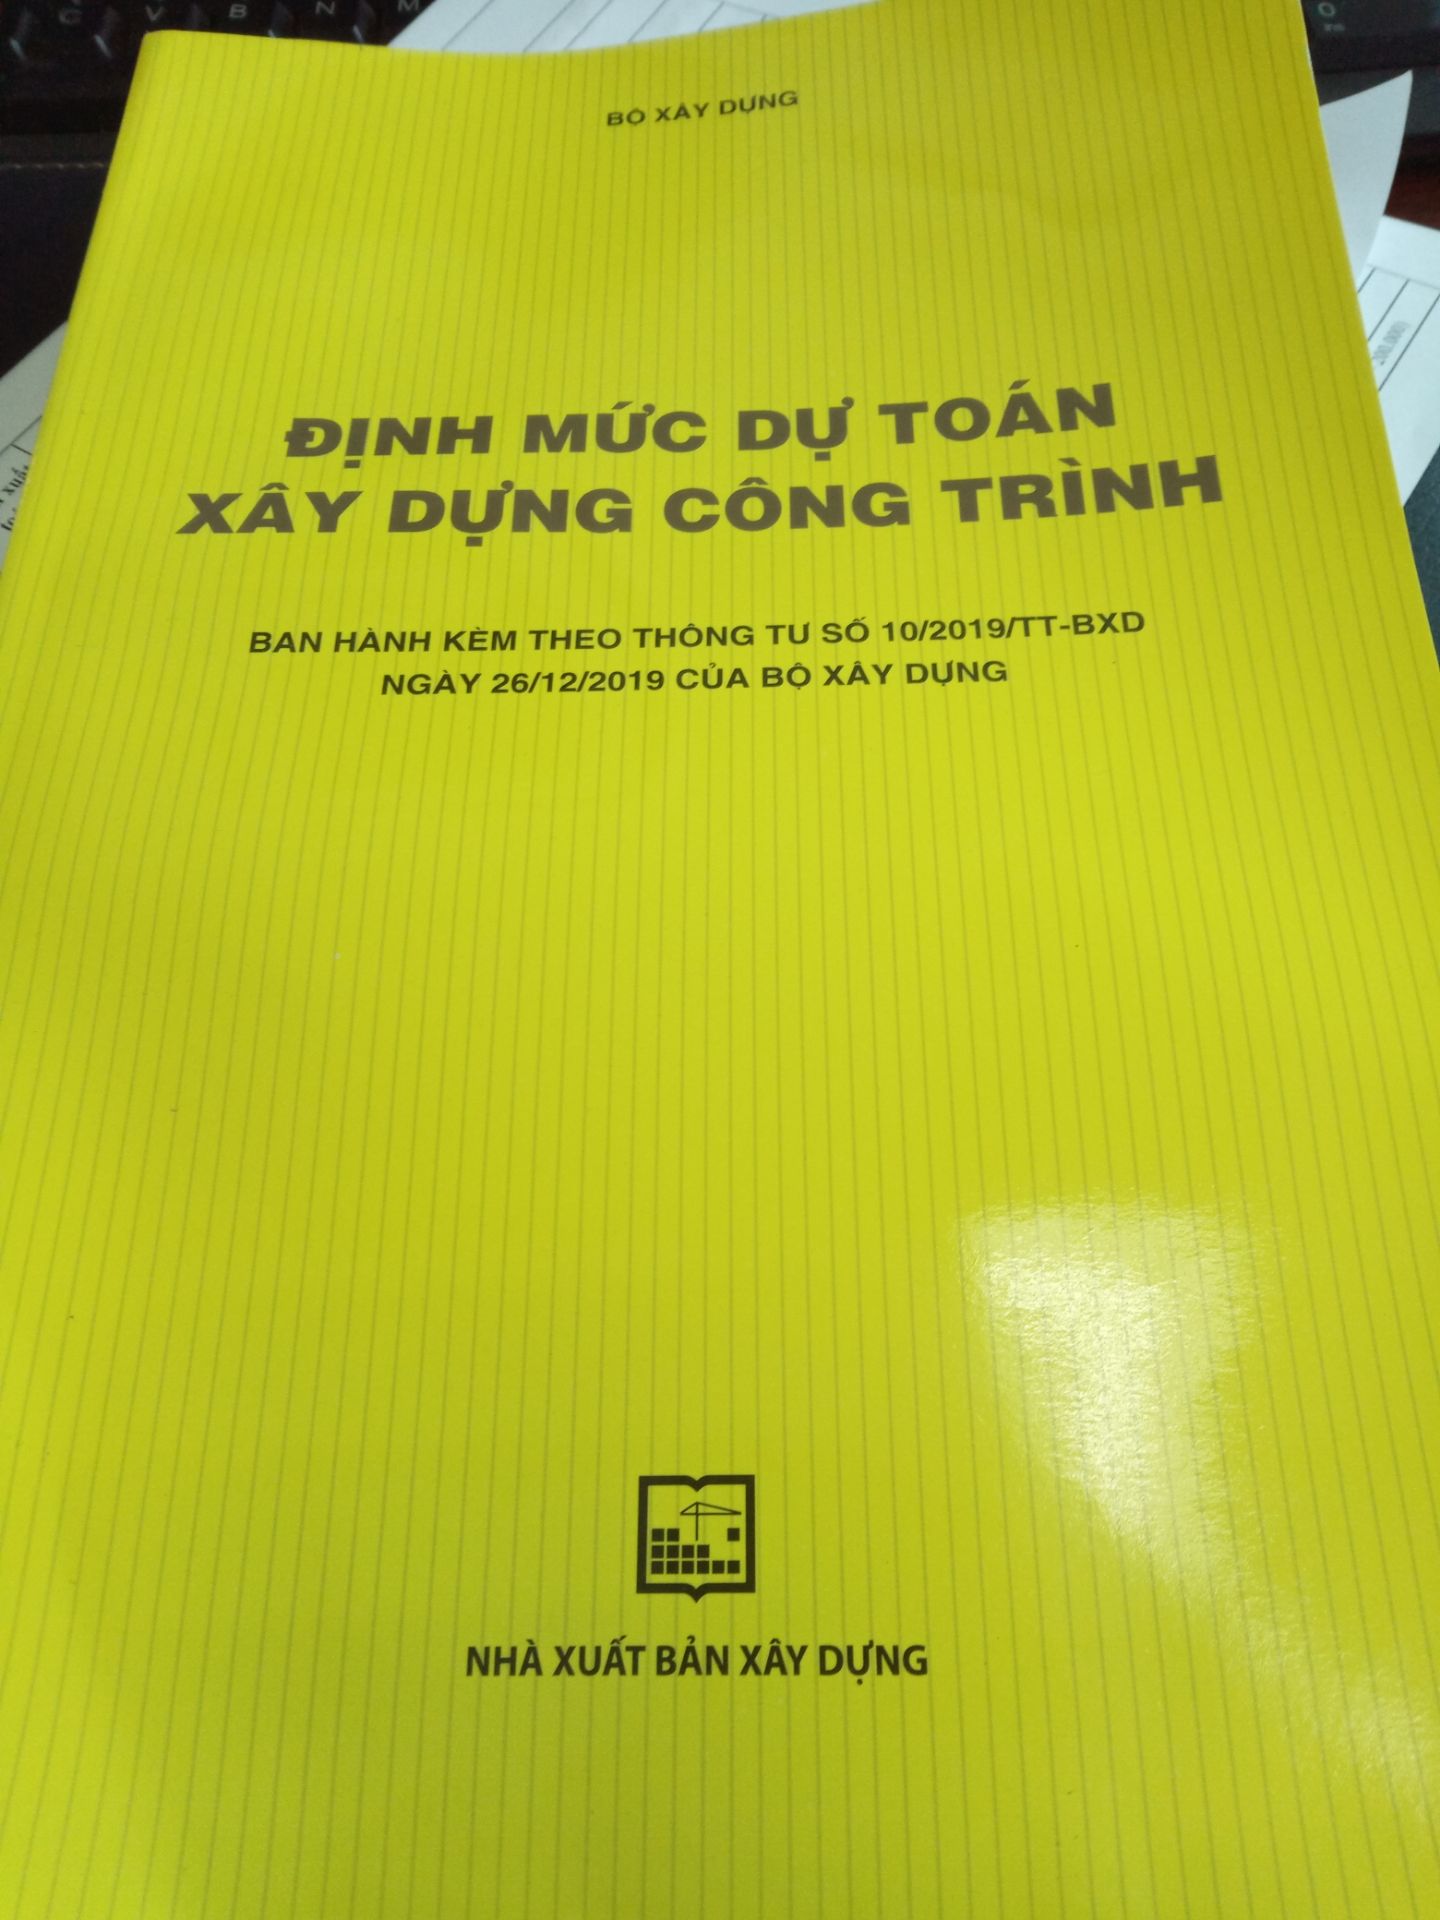 C V B N M
BỘ XÂY DỰNG
ĐỊNH MỨC DỰ TOÁN
XÂY DỰNG CÔNG TRÌNH
BAN HÀNH KÈM THEO THÔNG TƯ SỐ 10/2019/TT-BXD
NGÀY 26/12/2019 CỦA BỘ XÂY DỰNG
NHÀ XUẤT BẢN XÂY DỰNG